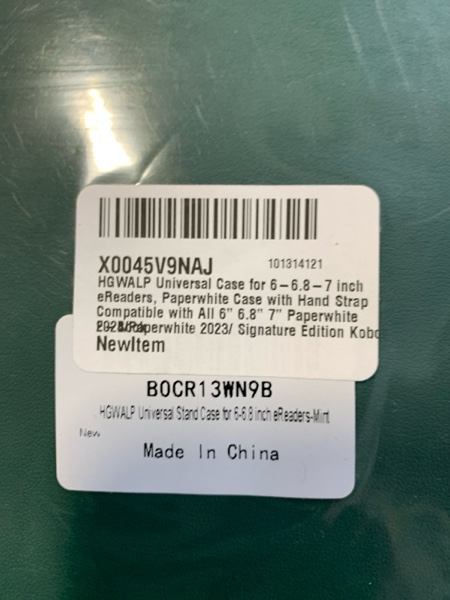 X0045V9NAJ 101314121
HGWALP Universal Case for 6-6.8-7 inch
eReaders, Paperwhite Case with Hand Strap
Compatible with All 6" 6.8" 7" Paperwhite
Paperwhite 2023/ Signature Edition Kobo
NewItem
B0CR13WN9B
HGWALP Universal Stand Case for 6-6.8 inch eReaders-Mint
New
Made In China